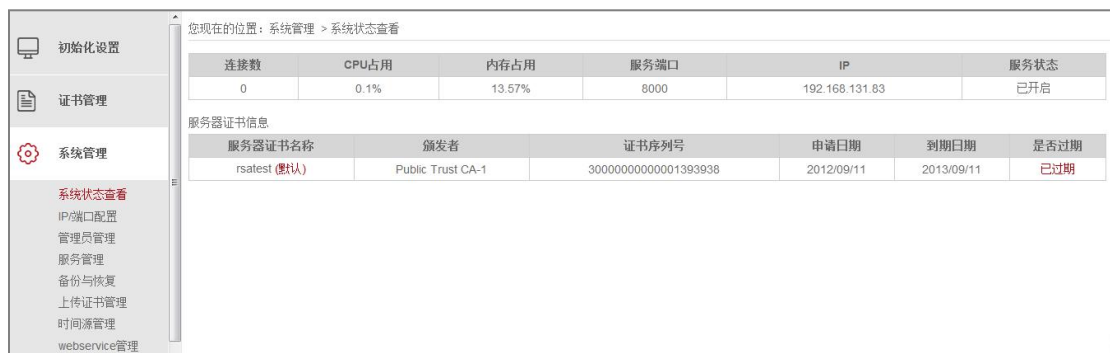 您现在的位置：系统管理 > 系统状态查看
初始化设置
证书管理
系统管理
系统状态查看
IP/端口配置
管理员管理
服务管理
备份与恢复
上传证书管理
时间源管理
webservice管理
连接数 CPU占用 内存占用 服务端口 IP 服务状态
0 0.1% 13.57% 8000 192.168.131.83 已开启
服务器证书信息
服务器证书名称 颁发者 证书序列号 申请日期 到期日期 是否过期
rsatest (默认) Public Trust CA-1 30000000000001393938 2012/09/11 2013/09/11 已过期